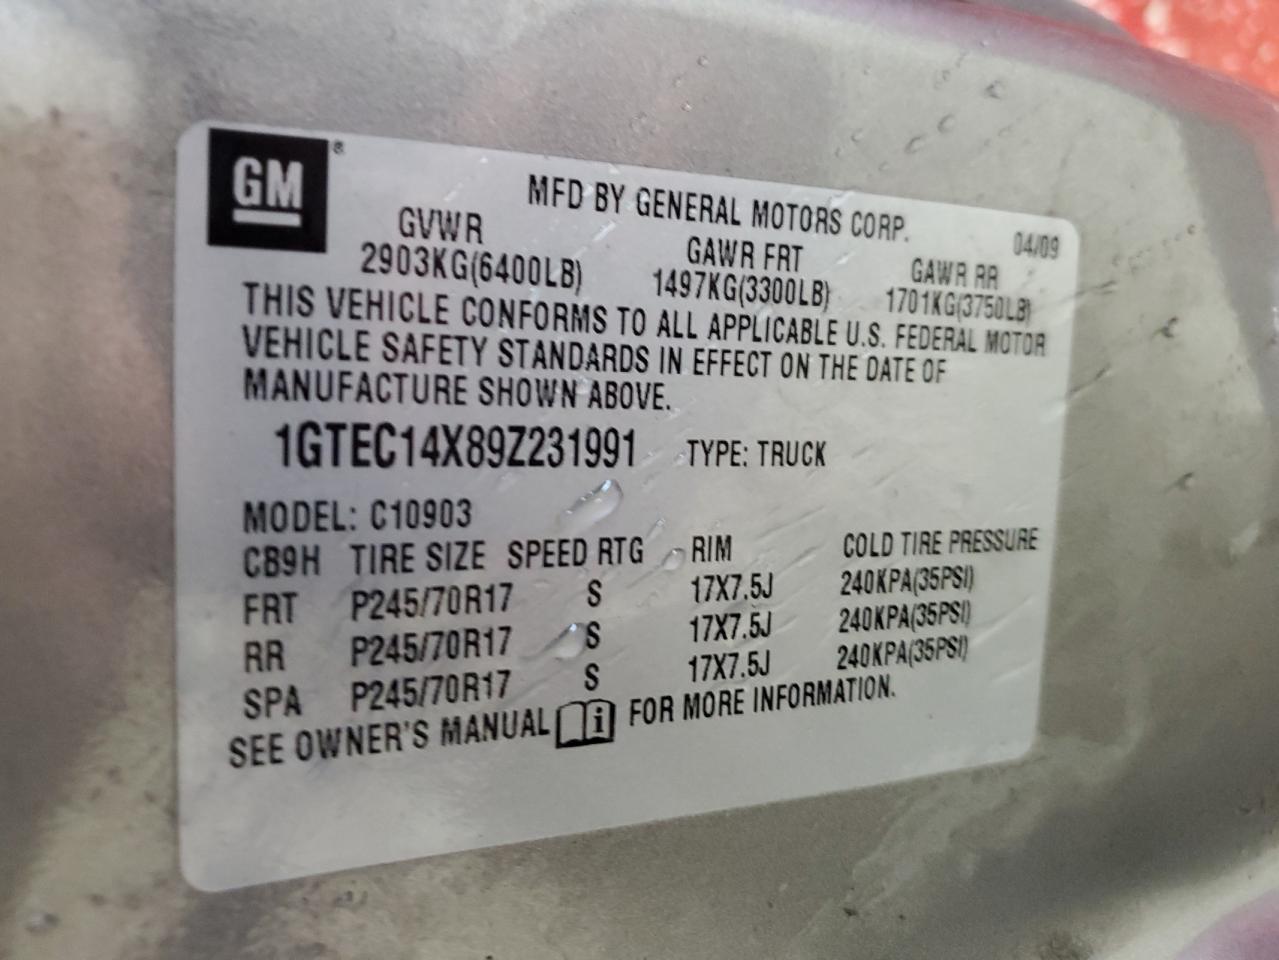 GM®
MFD BY GENERAL MOTORS CORP. 04/09
GVWR GAWR FRT GAWR RR
2903KG(6400LB) 1497KG(3300LB) 1701KG(3750LB)
THIS VEHICLE CONFORMS TO ALL APPLICABLE U.S. FEDERAL MOTOR
VEHICLE SAFETY STANDARDS IN EFFECT ON THE DATE OF
MANUFACTURE SHOWN ABOVE.
1GTEC14X89Z231991 TYPE: TRUCK
MODEL: C10903
CB9H TIRE SIZE SPEED RTG RIM COLD TIRE PRESSURE
FRT P245/70R17 S 17X7.5J 240KPA(35PSI)
RR P245/70R17 S 17X7.5J 240KPA(35PSI)
SPA P245/70R17 S 17X7.5J 240KPA(35PSI)
SEE OWNER'S MANUAL i FOR MORE INFORMATION.